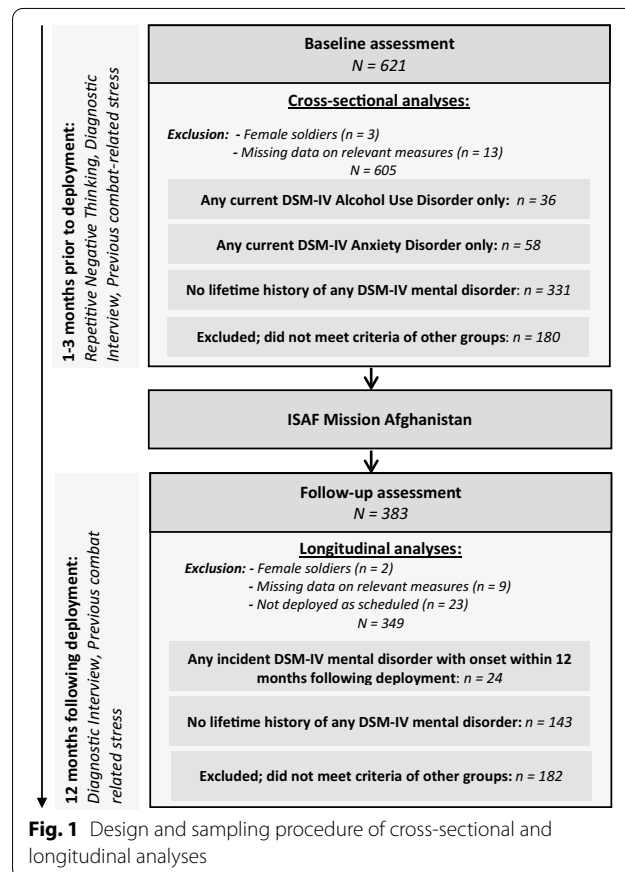 Baseline assessment
N = 621
1-3 months prior to deployment:
Repetitive Negative Thinking, Diagnostic
Interview, Previous combat-related stress
Cross-sectional analyses:
Exclusion: - Female soldiers (n = 3)
- Missing data on relevant measures (n = 13)
N = 605
Any current DSM-IV Alcohol Use Disorder only: n = 36
Any current DSM-IV Anxiety Disorder only: n = 58
No lifetime history of any DSM-IV mental disorder: n = 331
Excluded; did not meet criteria of other groups: n = 180
ISAF Mission Afghanistan
Follow-up assessment
N = 383
12 months following deployment:
Diagnostic Interview, Previous combat
related stress
Longitudinal analyses:
Exclusion: - Female soldiers (n = 2)
- Missing data on relevant measures (n = 9)
- Not deployed as scheduled (n = 23)
N = 349
Any incident DSM-IV mental disorder with onset within 12
months following deployment: n = 24
No lifetime history of any DSM-IV mental disorder: n = 143
Excluded; did not meet criteria of other groups: n = 182
Fig. 1 Design and sampling procedure of cross-sectional and
longitudinal analyses